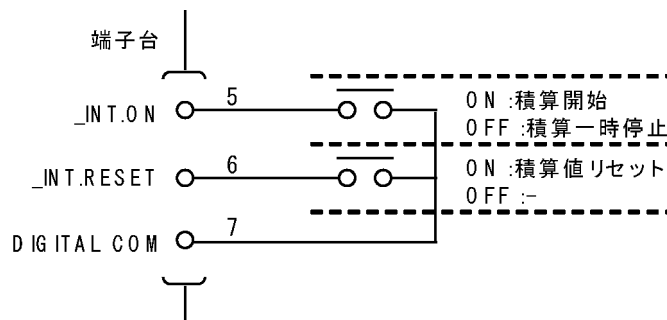 端子台
_INT.ON 5
ON :積算開始
OFF :積算一時停止
_INT.RESET 6
ON :積算値リセット
OFF :-
DIGITAL COM 7